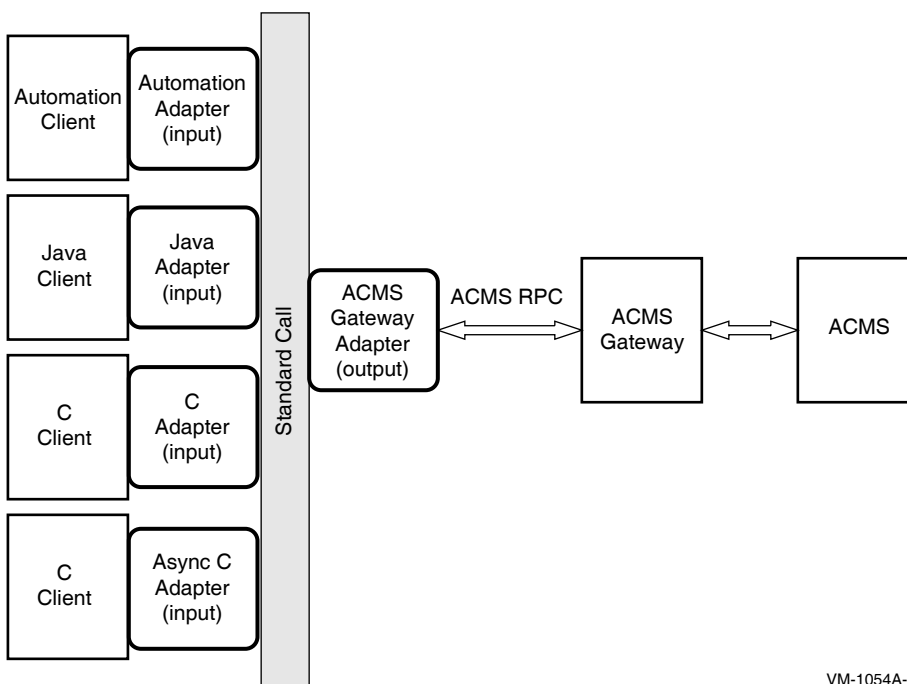 Automation
Client
Automation
Adapter
(input)
Java
Client
Java
Adapter
(input)
C
Client
C
Adapter
(input)
C
Client
Async C
Adapter
(input)
Standard Call
ACMS
Gateway
Adapter
(output)
ACMS RPC
ACMS
Gateway
ACMS
VM-1054A-